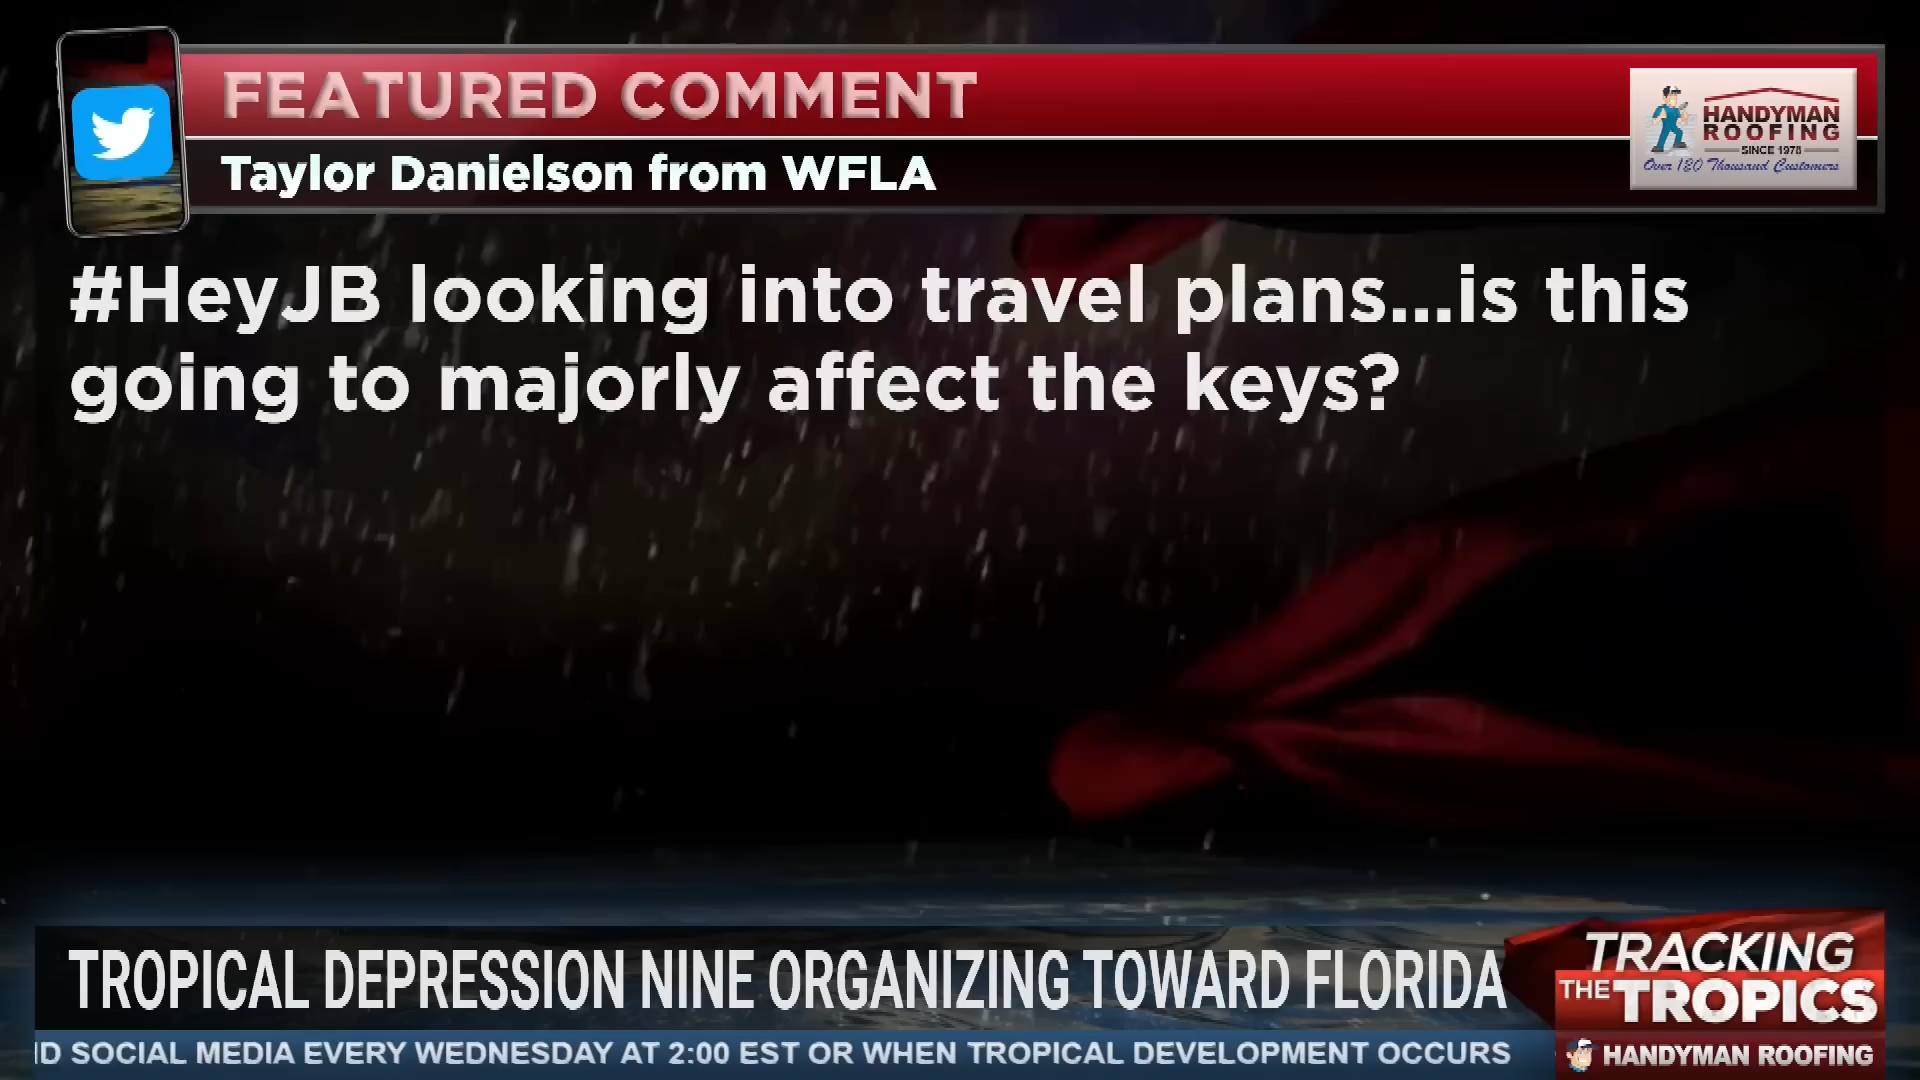 FEATURED COMMENT
Taylor Danielson from WFLA
HANDYMAN
ROOFING
SINCE 1978
Over 120 Thousand Customers
#HeyJB looking into travel plans...is this
going to majorly affect the keys?
TROPICAL DEPRESSION NINE ORGANIZING TOWARD FLORIDA
TRACKING
THE TROPICS
D SOCIAL MEDIA EVERY WEDNESDAY AT 2:00 EST OR WHEN TROPICAL DEVELOPMENT OCCURS
HANDYMAN ROOFING